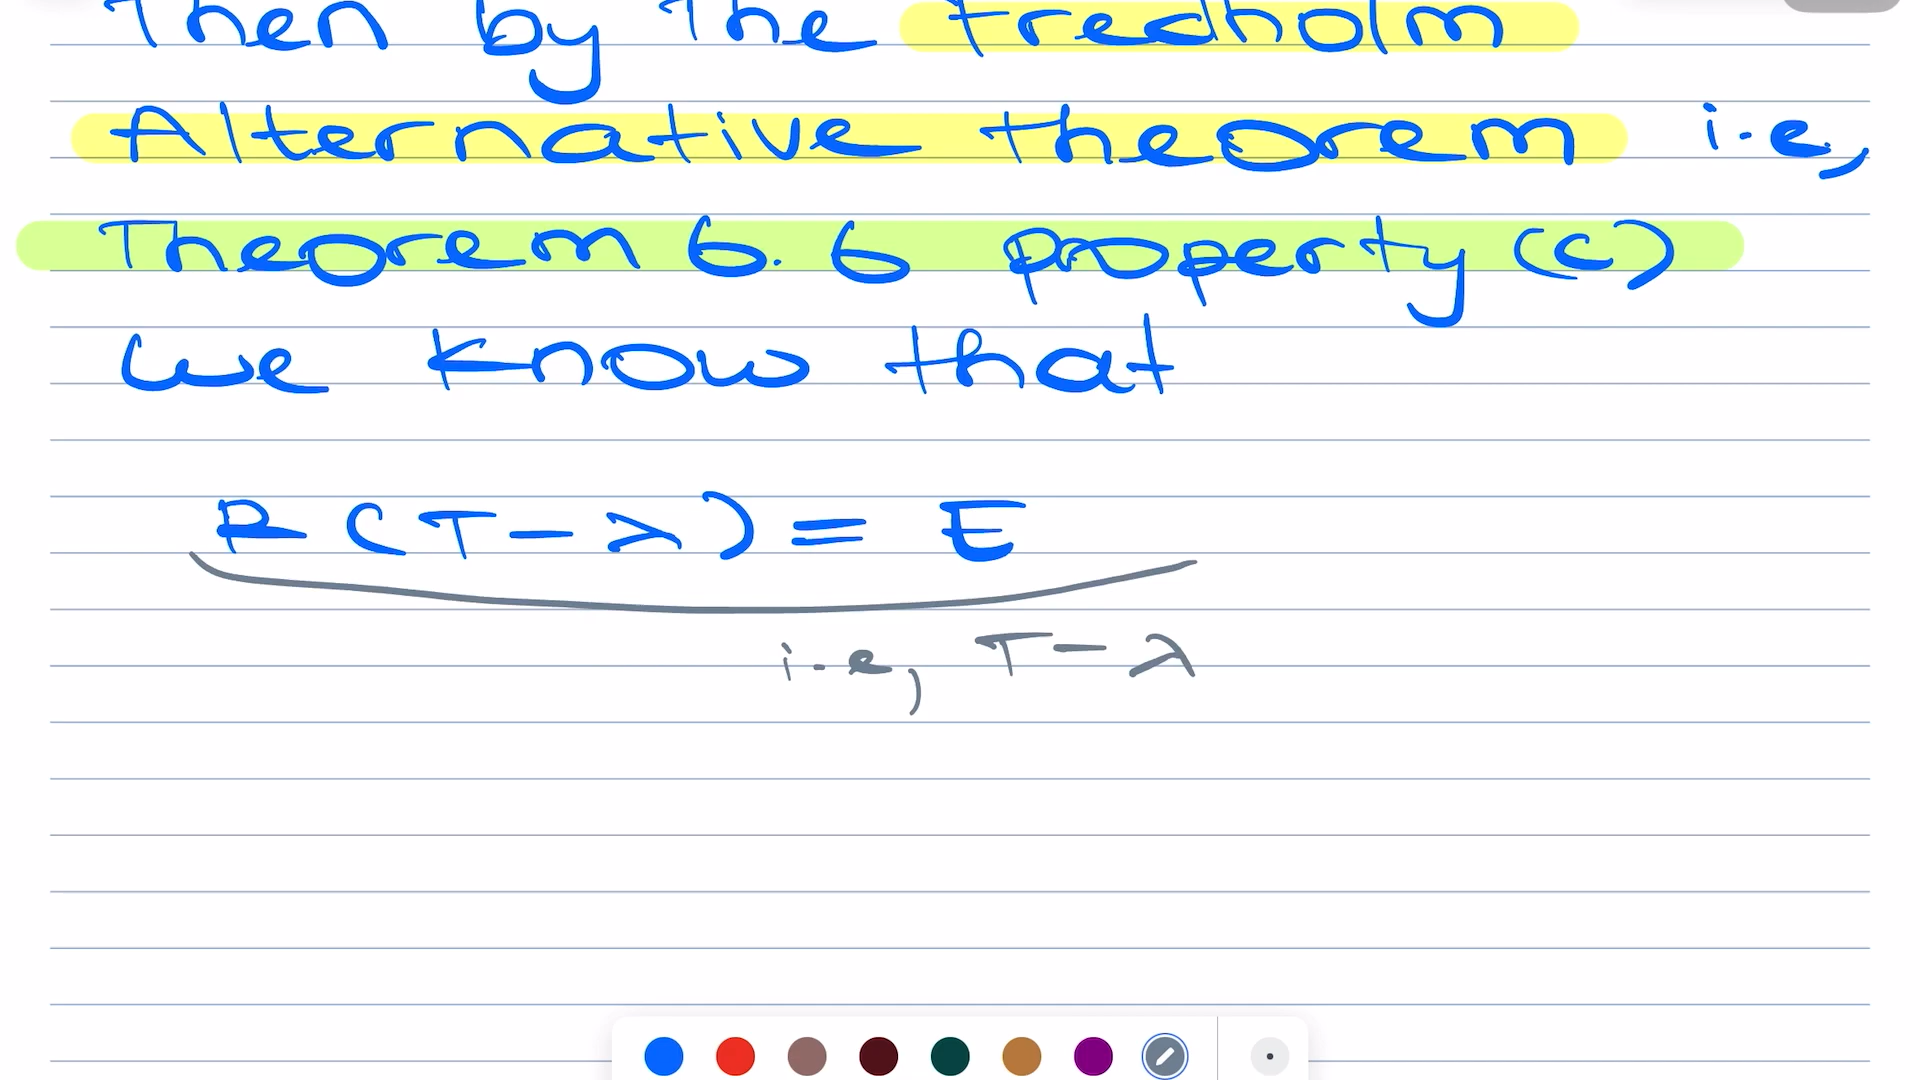 Then by the Fredholm
Alternative theorem i.e,
Theorem 6.6 property (c)
we know that
R (T - λ) = E
i.e, T - λ